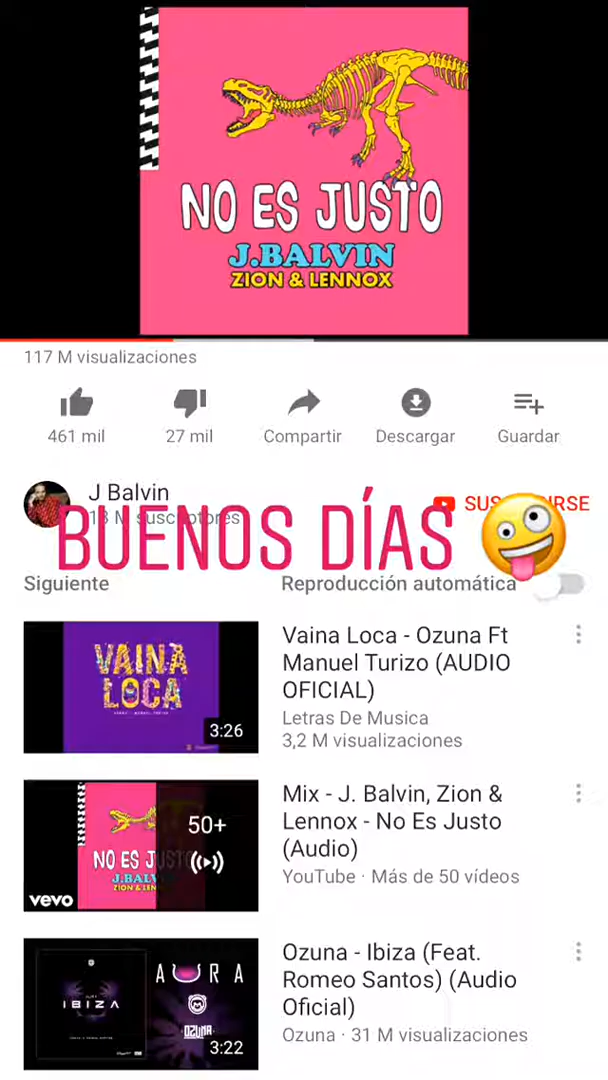 NO ES JUSTO
J.BALVIN
ZION & LENNOX
117 M visualizaciones
461 mil
27 mil
Compartir
Descargar
Guardar
J Balvin
13 M suscriptores
BUENOS DÍAS
Siguiente
Reproducción automática
VAINA
LOCA
3:26
Vaina Loca - Ozuna Ft
Manuel Turizo (AUDIO
OFICIAL)
Letras De Musica
3,2 M visualizaciones
50+
NO ES JUSTO
vevo
Mix - J. Balvin, Zion &
Lennox - No Es Justo
(Audio)
YouTube · Más de 50 vídeos
IBIZA
AURA
OZUNA
3:22
Ozuna - Ibiza (Feat.
Romeo Santos) (Audio
Oficial)
Ozuna · 31 M visualizaciones